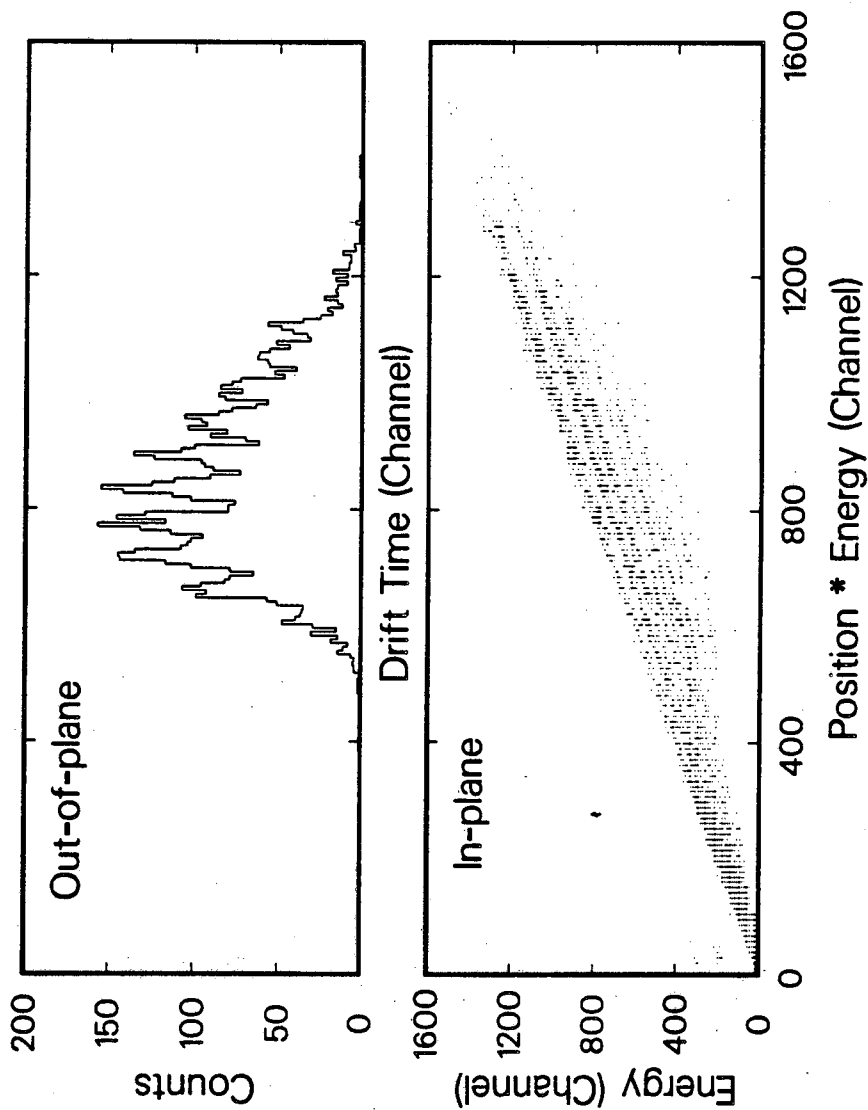 Out-of-plane
200
150
100
50
0
Counts
Drift Time (Channel)
In-plane
1600
1200
800
400
0
Energy (Channel)
0
400
800
1200
1600
Position * Energy (Channel)